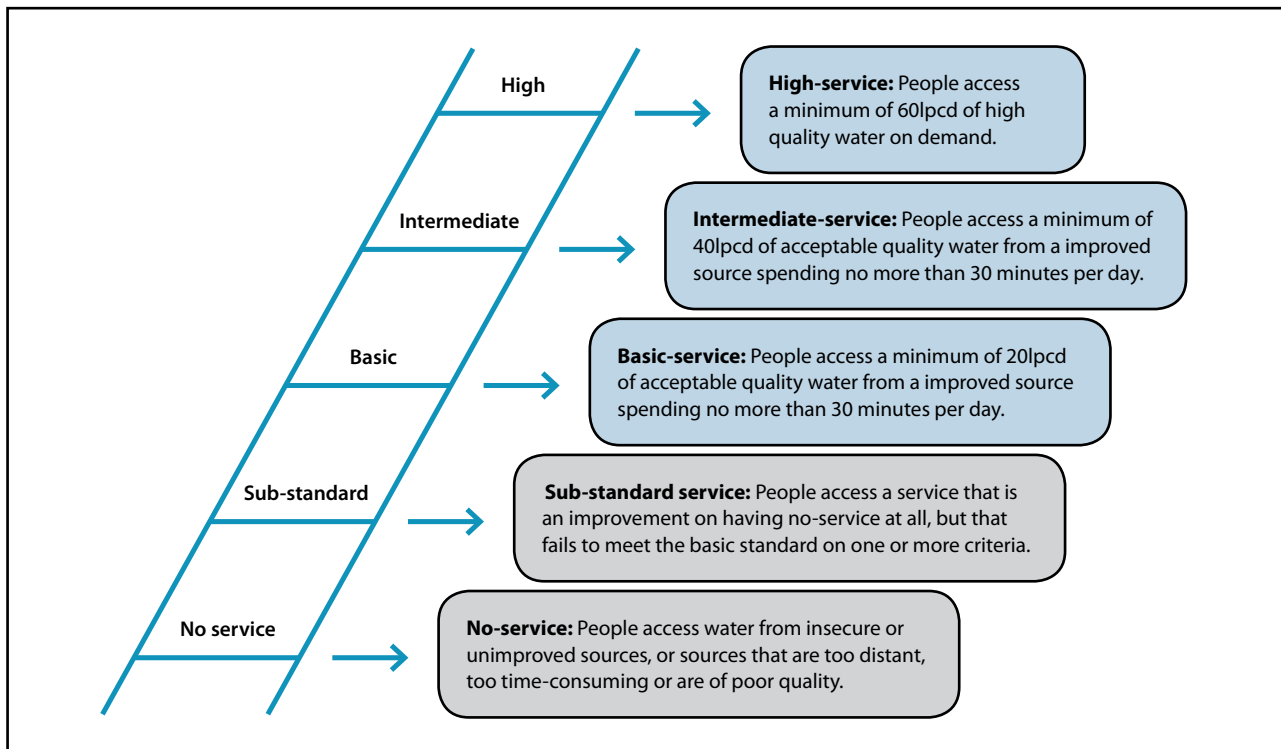 High
High-service: People access
a minimum of 60lpcd of high
quality water on demand.
Intermediate
Intermediate-service: People access a minimum of
40lpcd of acceptable quality water from a improved
source spending no more than 30 minutes per day.
Basic
Basic-service: People access a minimum of 20lpcd
of acceptable quality water from a improved source
spending no more than 30 minutes per day.
Sub-standard
Sub-standard service: People access a service that is
an improvement on having no-service at all, but that
fails to meet the basic standard on one or more criteria.
No service
No-service: People access water from insecure or
unimproved sources, or sources that are too distant,
too time-consuming or are of poor quality.